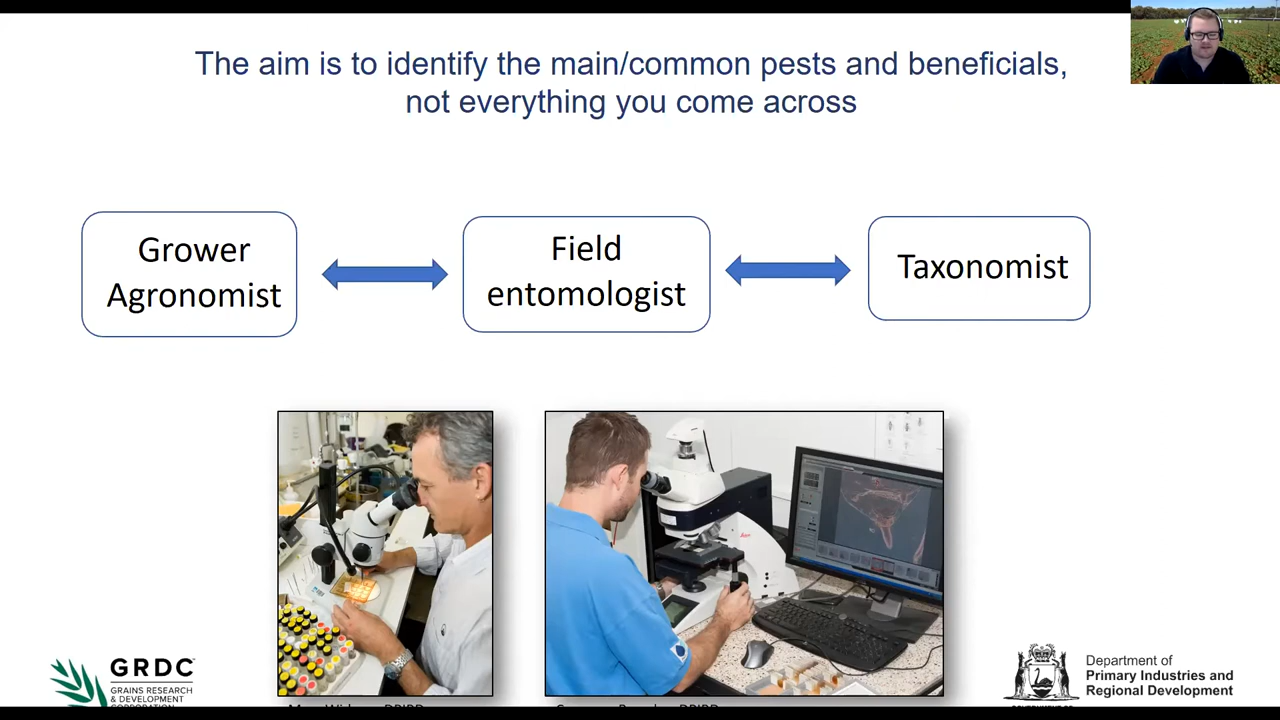 The aim is to identify the main/common pests and beneficials,
not everything you come across
Grower
Agronomist
Field
entomologist
Taxonomist
GRDC
GRAINS RESEARCH
& DEVELOPMENT
CORPORATION
Department of
Primary Industries and
Regional Development